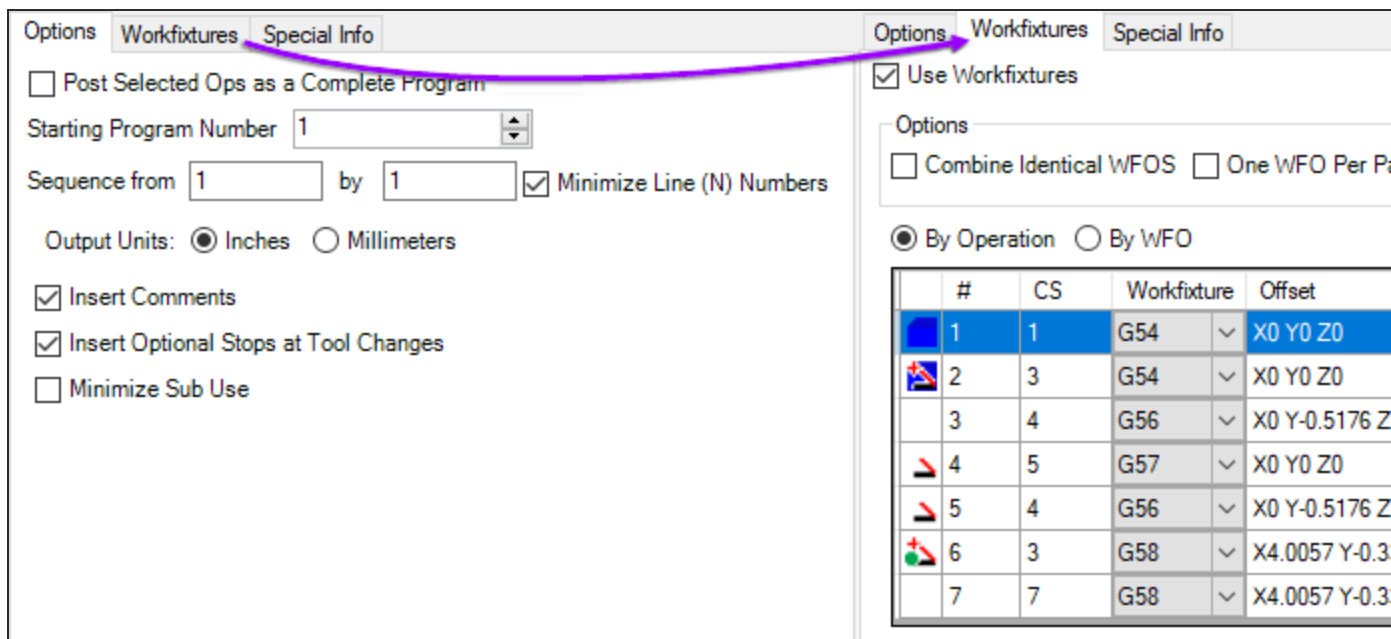 Options Workfixtures Special Info
Post Selected Ops as a Complete Program
Starting Program Number 1
Sequence from 1 by 1 Minimize Line (N) Numbers
Output Units: Inches Millimeters
Insert Comments
Insert Optional Stops at Tool Changes
Minimize Sub Use
Options Workfixtures Special Info
Use Workfixtures
Options
Combine Identical WFOS One WFO Per Pa
By Operation By WFO
# CS Workfixture Offset
1 1 G54 X0 Y0 Z0
2 3 G54 X0 Y0 Z0
3 4 G56 X0 Y-0.5176 Z
4 5 G57 X0 Y0 Z0
5 4 G56 X0 Y-0.5176 Z
6 3 G58 X4.0057 Y-0.3
7 7 G58 X4.0057 Y-0.3